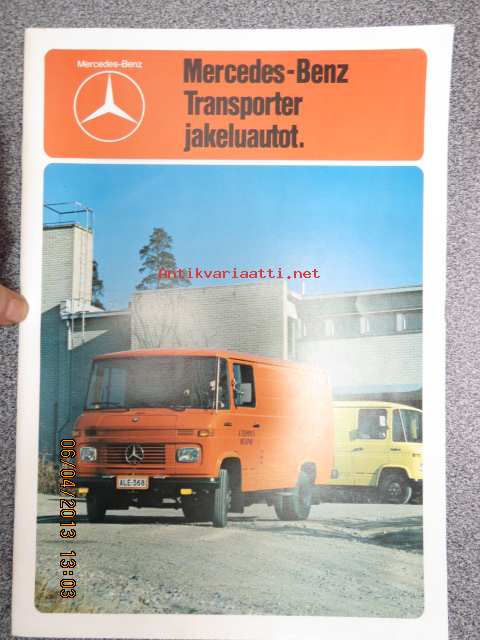 Mercedes-Benz
Mercedes-Benz
Transporter
jakeluautot.
Antikvariaatti.net
ALE-568
06/04/2013 13:03